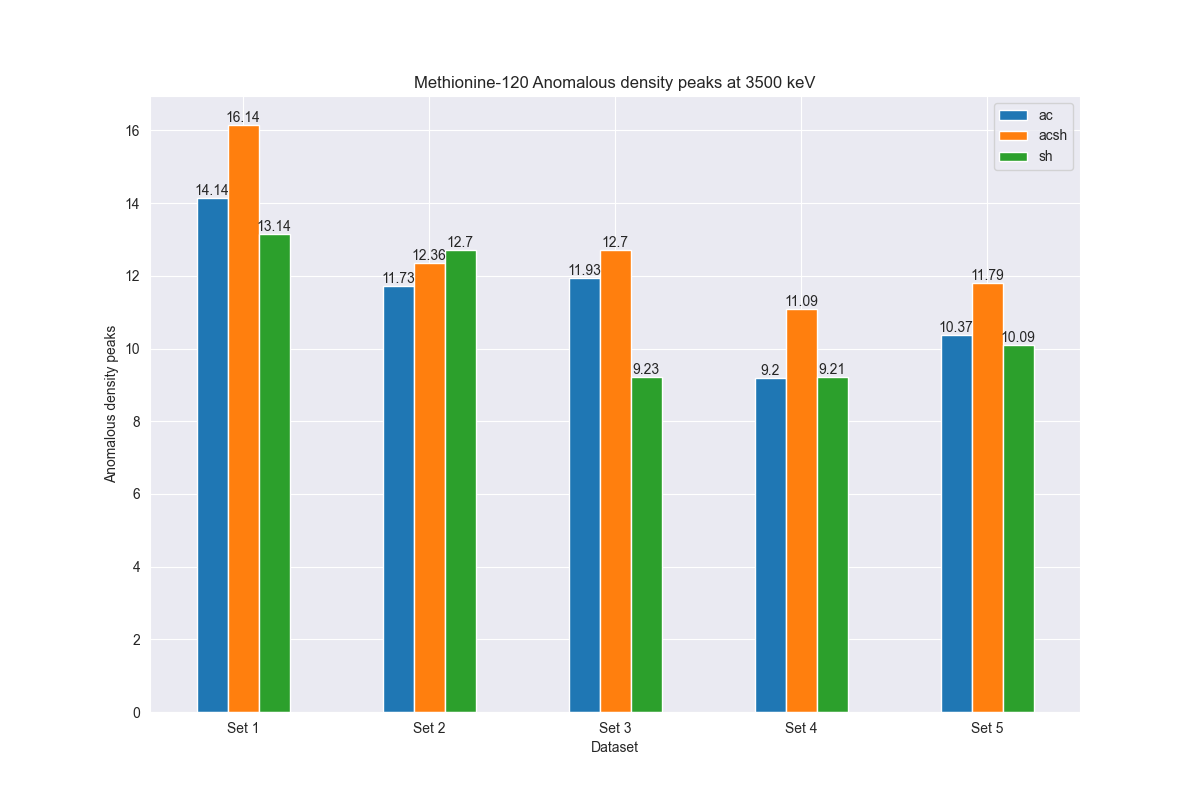 Methionine-120 Anomalous density peaks at 3500 keV
ac
acsh
sh
16.14
14.14
13.14
11.73
12.36
12.7
11.93
12.7
9.23
9.2
11.09
9.21
10.37
11.79
10.09
16
14
12
10
8
6
4
2
0
Anomalous density peaks
Set 1
Set 2
Set 3
Set 4
Set 5
Dataset